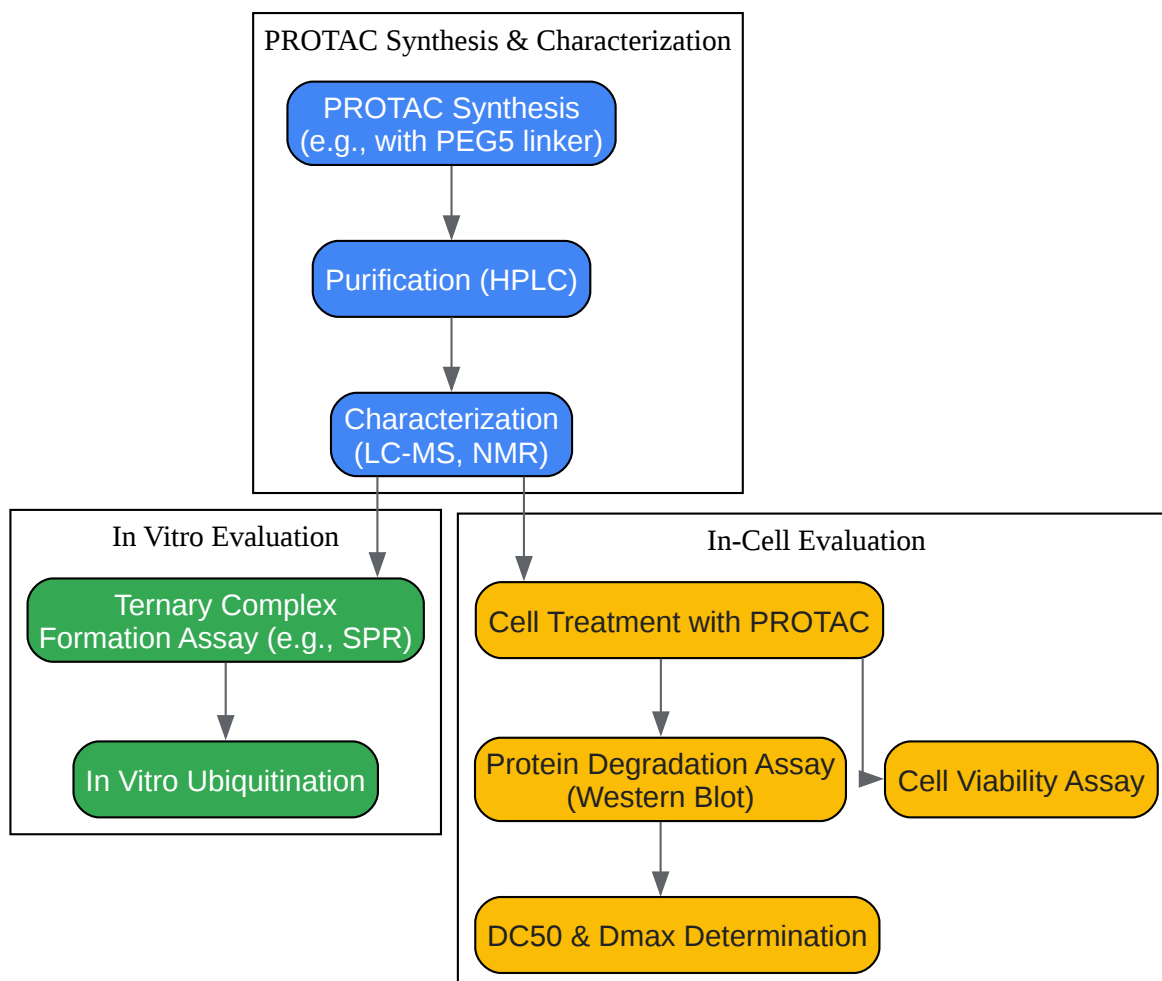 PROTAC Synthesis & Characterization
PROTAC Synthesis
(e.g., with PEG5 linker)
Purification (HPLC)
Characterization
(LC-MS, NMR)
In Vitro Evaluation
Ternary Complex
Formation Assay (e.g., SPR)
In Vitro Ubiquitination
In-Cell Evaluation
Cell Treatment with PROTAC
Protein Degradation Assay
(Western Blot)
Cell Viability Assay
DC50 & Dmax Determination